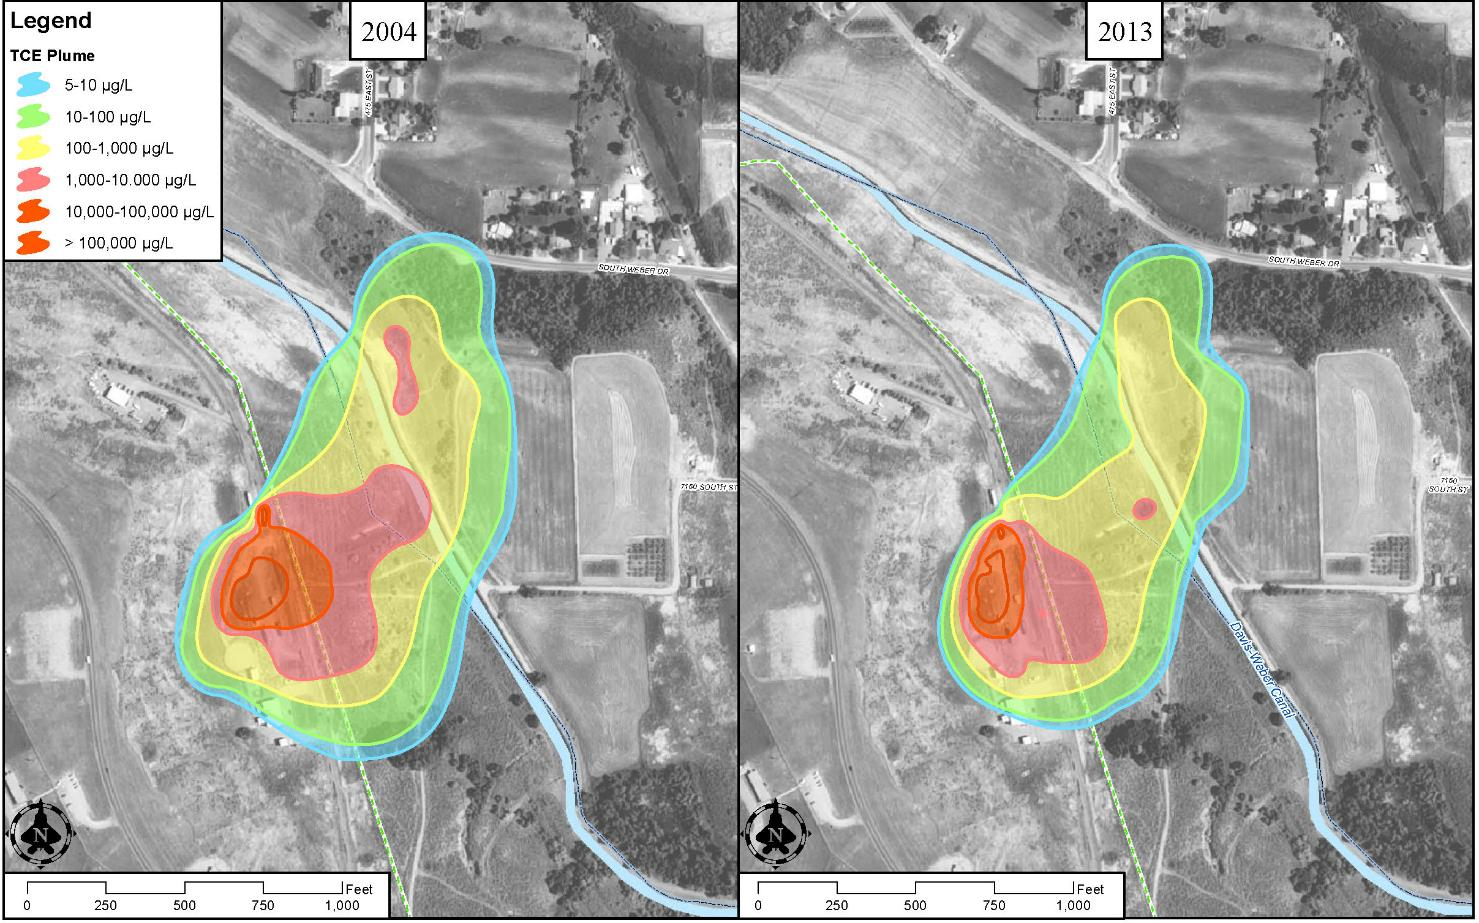 Legend
TCE Plume
5-10 µg/L
10-100 µg/L
100-1,000 µg/L
1,000-10.000 µg/L
10,000-100,000 µg/L
> 100,000 µg/L
2004
475 EAST ST
SOUTH WEBER DR
7150 SOUTH ST
N
0 250 500 750 1,000 Feet
2013
475 EAST ST
SOUTH WEBER DR
7150
SOUTH ST
Davis-Weber Canal
N
0 250 500 750 1,000 Feet